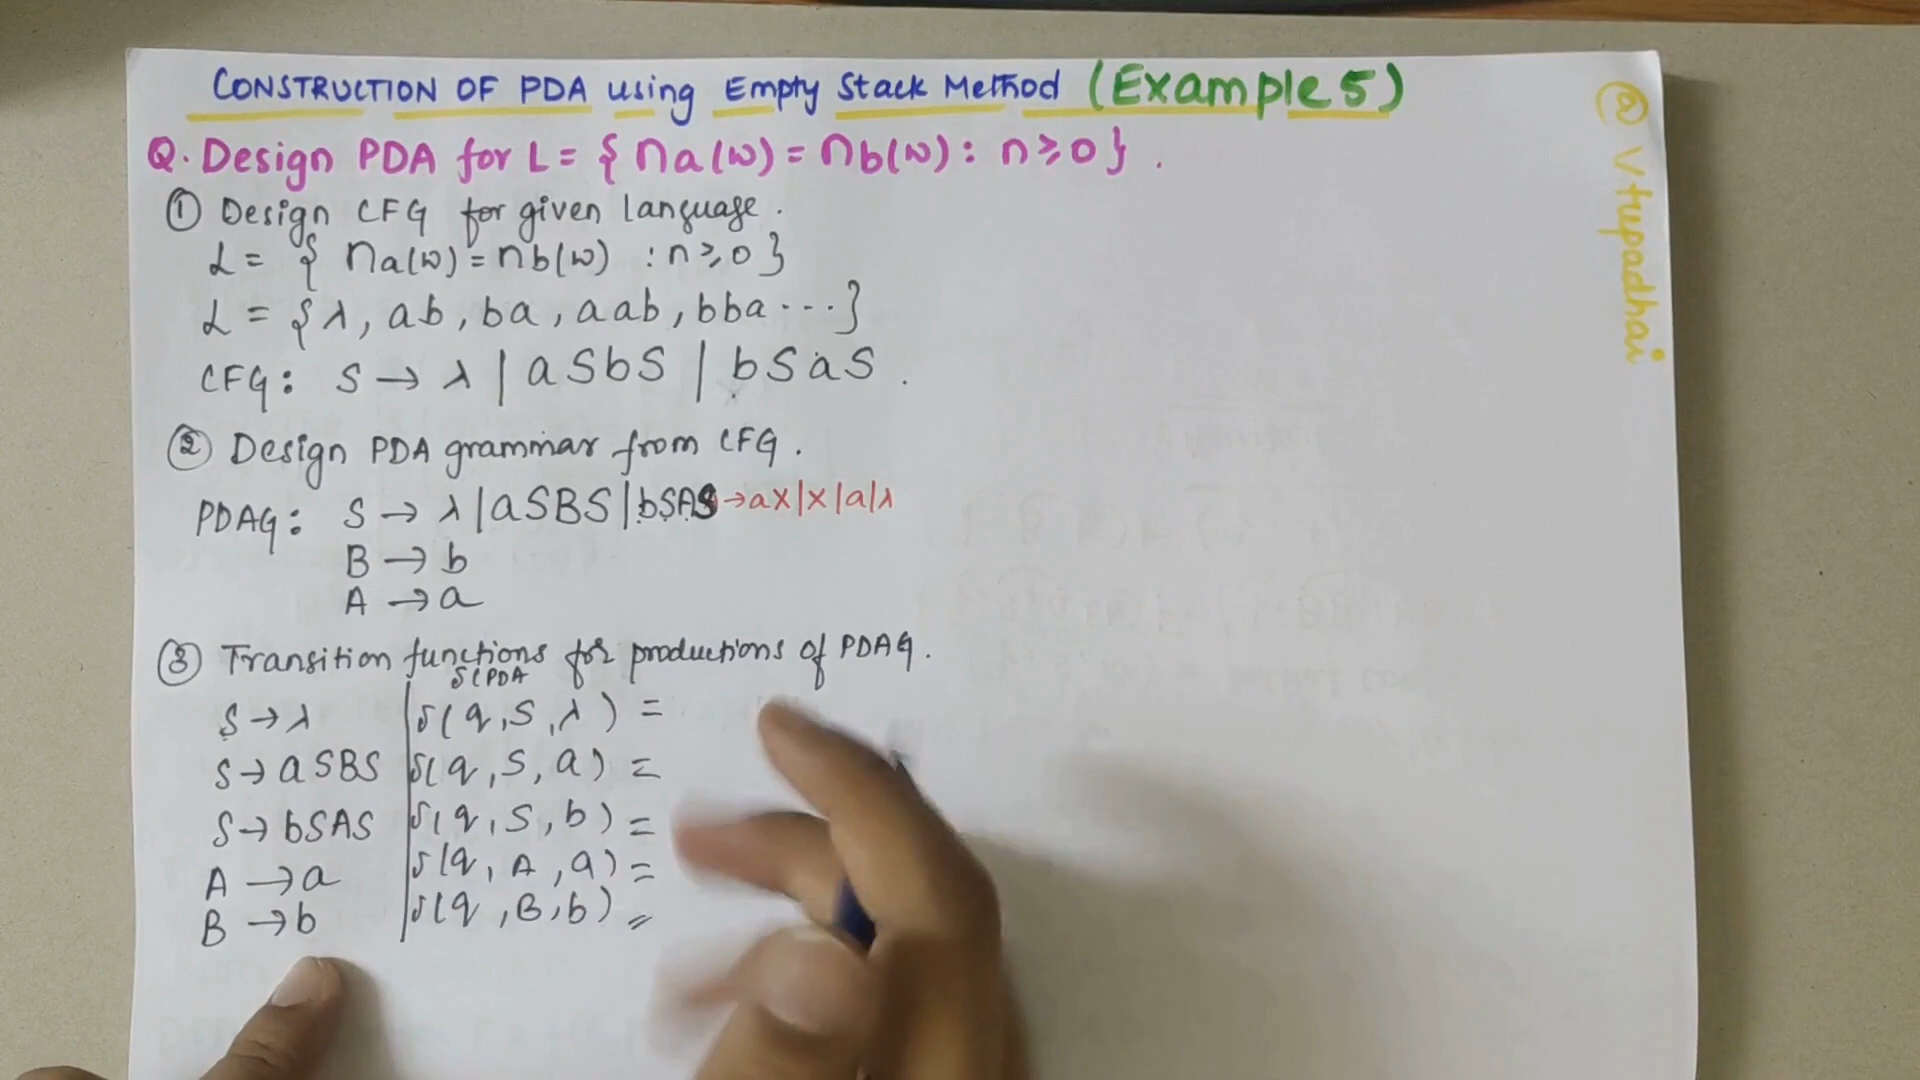 CONSTRUCTION OF PDA using Empty Stack Method (Example 5)
Q. Design PDA for L = { na(w) = nb(w) : n ≥ 0 } .
① Design CFG for given language .
L = { na(w) = nb(w) : n ≥ 0 }
L = { λ, ab, ba, aab, bba ... }
CFG : S → λ | aSbS | bSaS .
② Design PDA grammar from CFG .
PDAG : S → λ | aSBS | bSAS → aX|X|a|λ
B → b
A → a
③ Transition functions for productions of PDAG .
δ(PDA
S → λ | δ(q, S, λ) =
S → aSBS | δ(q, S, a) =
S → bSAS | δ(q, S, b) =
A → a | δ(q, A, a) =
B → b | δ(q, B, b) =
@ Vtupadhai